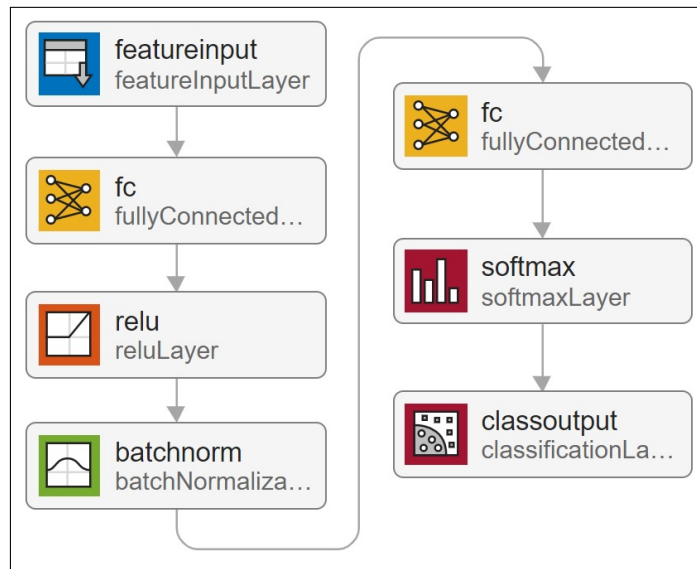 featureinput
featureInputLayer
fc
fullyConnected…
relu
reluLayer
batchnorm
batchNormaliza…
fc
fullyConnected…
softmax
softmaxLayer
classoutput
classificationLa…